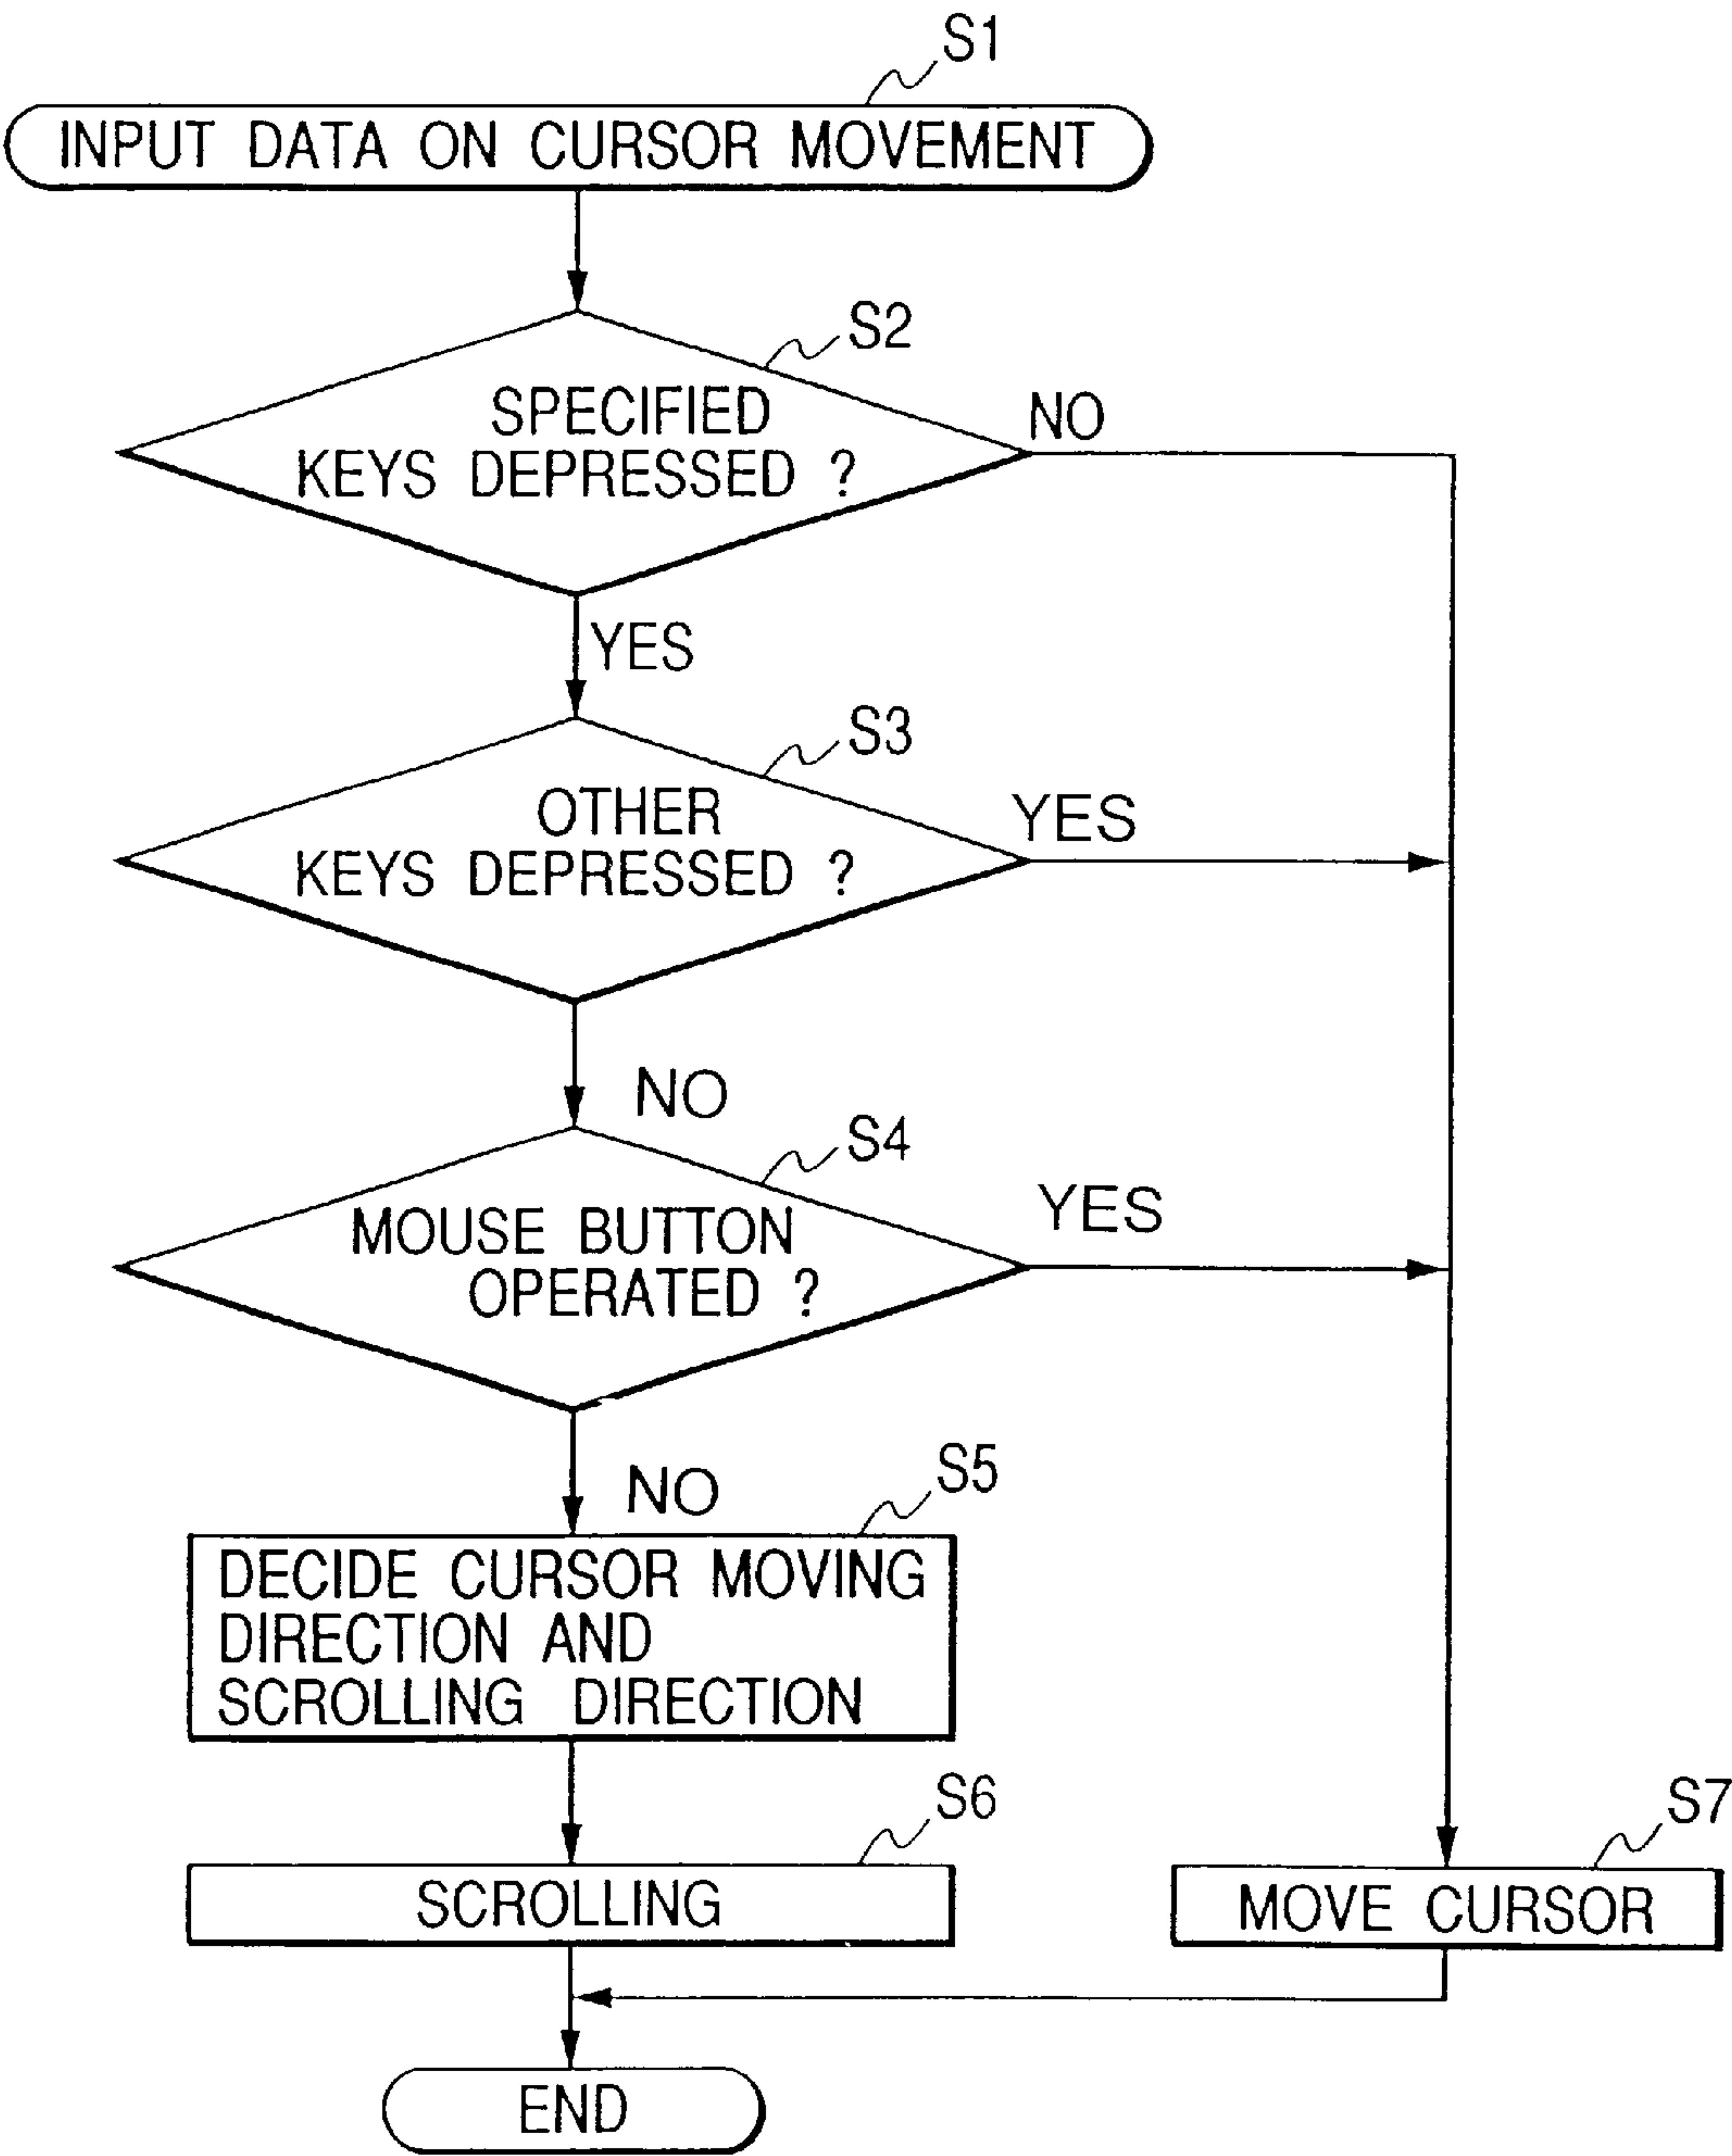 S1
INPUT DATA ON CURSOR MOVEMENT
S2
SPECIFIED
KEYS DEPRESSED ?
NO
YES
S3
OTHER
KEYS DEPRESSED ?
YES
NO
S4
MOUSE BUTTON
OPERATED ?
YES
NO
S5
DECIDE CURSOR MOVING
DIRECTION AND
SCROLLING DIRECTION
S6
SCROLLING
S7
MOVE CURSOR
END